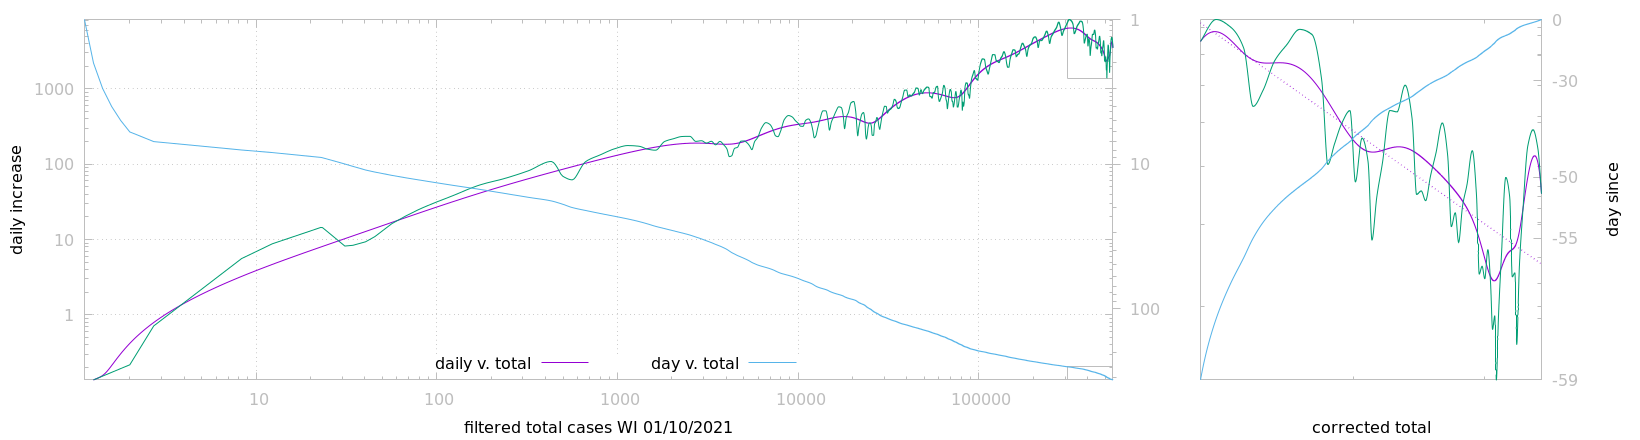 1000
100
10
1
daily increase
10
100
1000
10000
100000
filtered total cases WI 01/10/2021
daily v. total
day v. total
1
10
100
-0
-30
-50
-55
-59
day since
corrected total